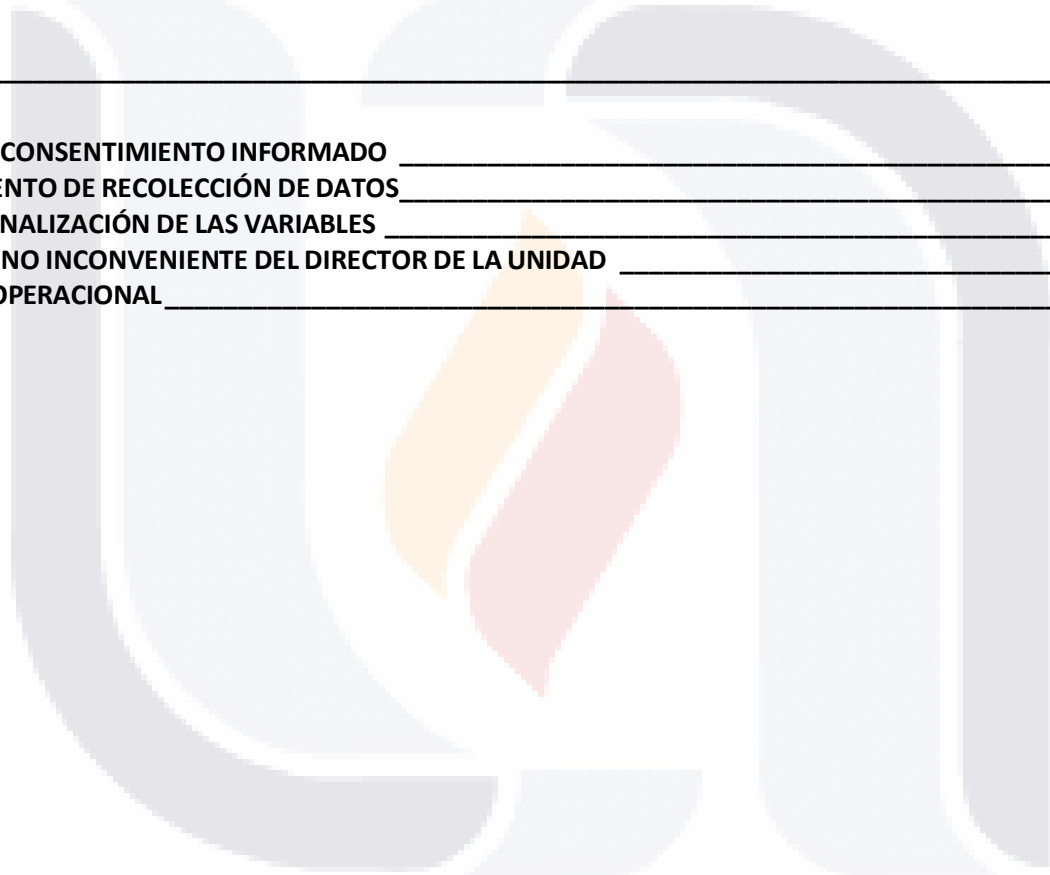 CONSENTIMIENTO INFORMADO
ENTO DE RECOLECCIÓN DE DATOS
NALIZACIÓN DE LAS VARIABLES
NO INCONVENIENTE DEL DIRECTOR DE LA UNIDAD
OPERACIONAL